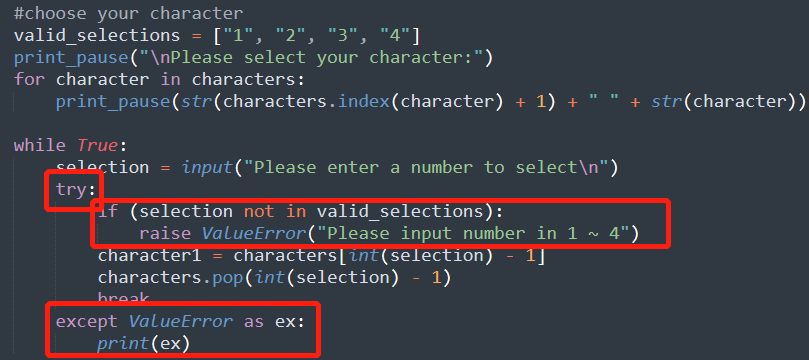 #choose your character
valid_selections = ["1", "2", "3", "4"]
print_pause("\nPlease select your character:")
for character in characters:
    print_pause(str(characters.index(character) + 1) + " " + str(character))

while True:
    selection = input("Please enter a number to select\n")
    try:
        if (selection not in valid_selections):
            raise ValueError("Please input number in 1 ~ 4")
        character1 = characters[int(selection) - 1]
        characters.pop(int(selection) - 1)
        break
    except ValueError as ex:
        print(ex)